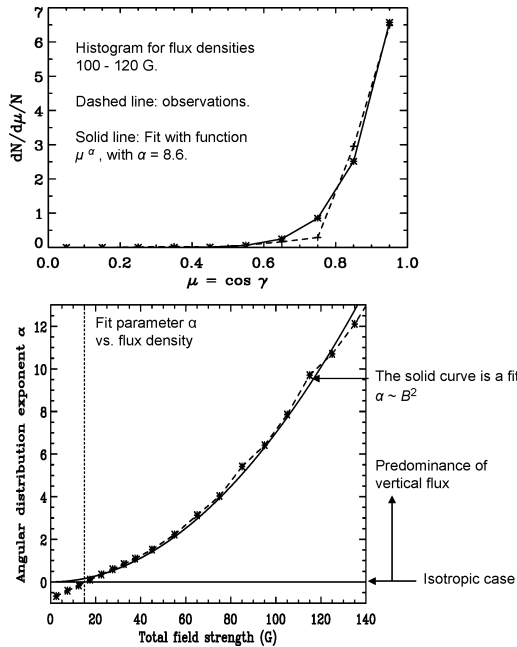 7
6
5
4
3
2
1
0
dN/dμ/N
Histogram for flux densities
100 - 120 G.
Dashed line: observations.
Solid line: Fit with function
μ α , with α = 8.6.
0.0 0.2 0.4 0.6 0.8 1.0
μ = cos γ
12
10
8
6
4
2
0
Angular distribution exponent α
Fit parameter α
vs. flux density
The solid curve is a fit
α ~ B2
Predominance of
vertical flux
Isotropic case
0 20 40 60 80 100 120 140
Total field strength (G)